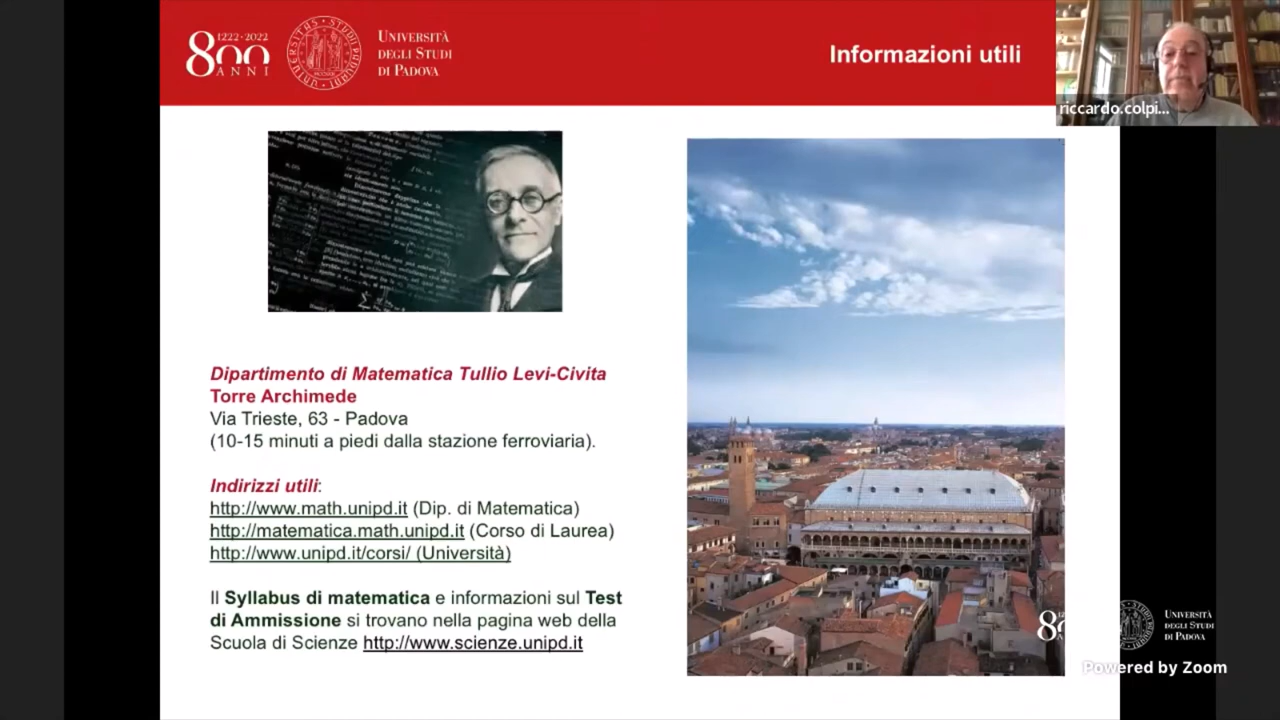 1222·2022
800
ANNI
UNIVERSITÀ
DEGLI STUDI
DI PADOVA
Informazioni utili
riccardo.colpi...
Dipartimento di Matematica Tullio Levi-Civita
Torre Archimede
Via Trieste, 63 - Padova
(10-15 minuti a piedi dalla stazione ferroviaria).
Indirizzi utili:
http://www.math.unipd.it (Dip. di Matematica)
http://matematica.math.unipd.it (Corso di Laurea)
http://www.unipd.it/corsi/ (Università)
Il Syllabus di matematica e informazioni sul Test
di Ammissione si trovano nella pagina web della
Scuola di Scienze http://www.scienze.unipd.it
UNIVERSITÀ
DEGLI STUDI
DI PADOVA
Powered by Zoom